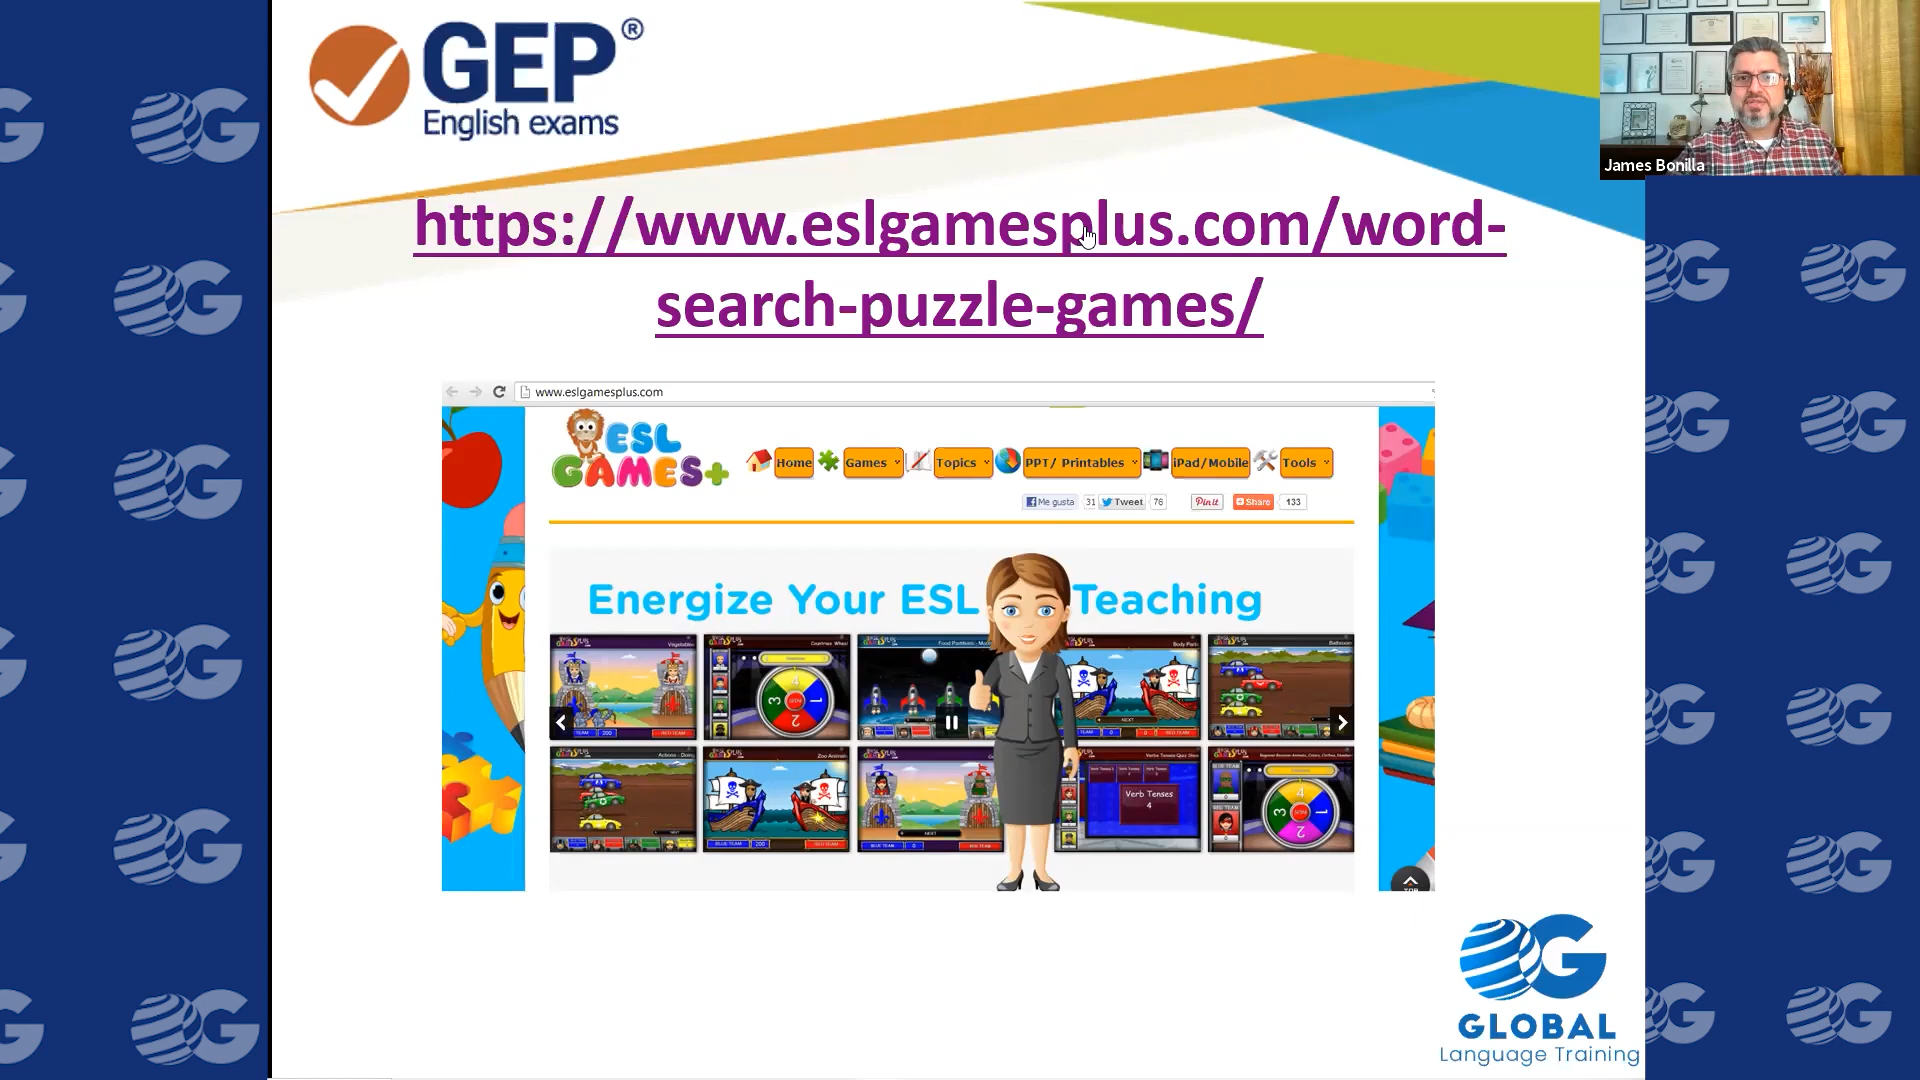 GEP®
English exams
James Bonilla
https://www.eslgamesplus.com/word-
search-puzzle-games/
www.eslgamesplus.com
ESL
GAMES+
Home
Games
Topics
PPT/ Printables
iPad/Mobile
Tools
Me gusta
31
Tweet
76
Pin it
Share
133
Energize Your ESL Teaching
Verb Tenses
4
GLOBAL
Language Training